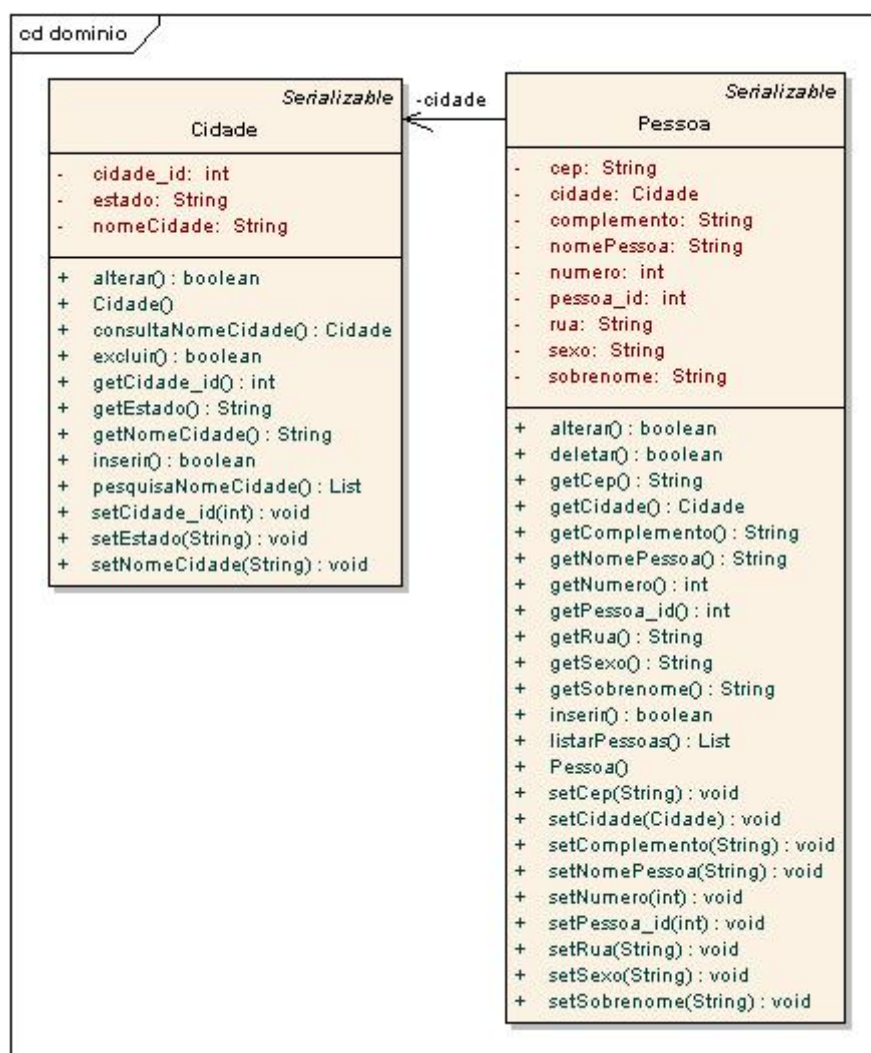 cd dominio
Serializable
Cidade
- cidade_id: int
- estado: String
- nomeCidade: String
+ alterar() : boolean
+ Cidade()
+ consultaNomeCidade() : Cidade
+ excluir() : boolean
+ getCidade_id() : int
+ getEstado() : String
+ getNomeCidade() : String
+ inserir() : boolean
+ pesquisaNomeCidade() : List
+ setCidade_id(int) : void
+ setEstado(String) : void
+ setNomeCidade(String) : void
-cidade
Serializable
Pessoa
- cep: String
- cidade: Cidade
- complemento: String
- nomePessoa: String
- numero: int
- pessoa_id: int
- rua: String
- sexo: String
- sobrenome: String
+ alterar() : boolean
+ deletar() : boolean
+ getCep() : String
+ getCidade() : Cidade
+ getComplemento() : String
+ getNomePessoa() : String
+ getNumero() : int
+ getPessoa_id() : int
+ getRua() : String
+ getSexo() : String
+ getSobrenome() : String
+ inserir() : boolean
+ listarPessoas() : List
+ Pessoa()
+ setCep(String) : void
+ setCidade(Cidade) : void
+ setComplemento(String) : void
+ setNomePessoa(String) : void
+ setNumero(int) : void
+ setPessoa_id(int) : void
+ setRua(String) : void
+ setSexo(String) : void
+ setSobrenome(String) : void